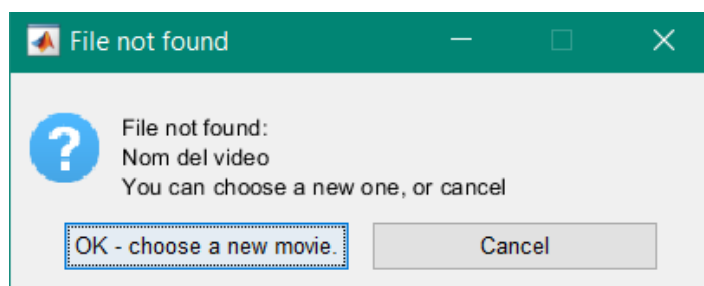 File not found
File not found:
Nom del video
You can choose a new one, or cancel
OK - choose a new movie.
Cancel